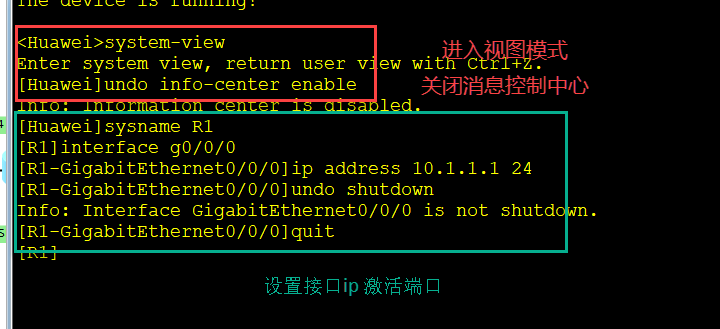 The device is running!
<Huawei>system-view
进入视图模式
Enter system view, return user view with Ctrl+Z.
[Huawei]undo info-center enable
关闭消息控制中心
Info: Information center is disabled.
[Huawei]sysname R1
[R1]interface g0/0/0
[R1-GigabitEthernet0/0/0]ip address 10.1.1.1 24
[R1-GigabitEthernet0/0/0]undo shutdown
Info: Interface GigabitEthernet0/0/0 is not shutdown.
[R1-GigabitEthernet0/0/0]quit
[R1]
设置接口ip 激活端口